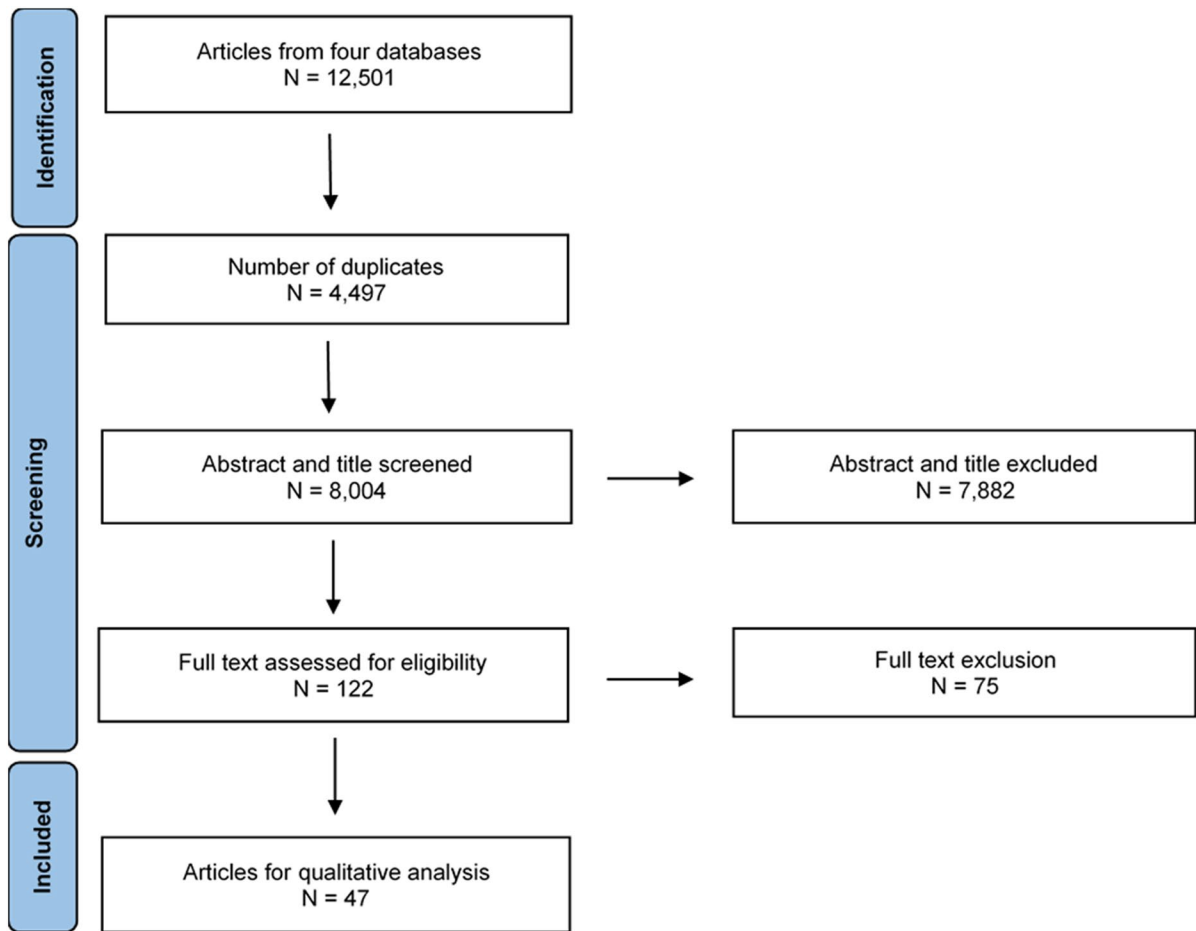 Identification
Articles from four databases
N = 12,501
Screening
Number of duplicates
N = 4,497
Abstract and title screened
N = 8,004
Abstract and title excluded
N = 7,882
Full text assessed for eligibility
N = 122
Full text exclusion
N = 75
Included
Articles for qualitative analysis
N = 47